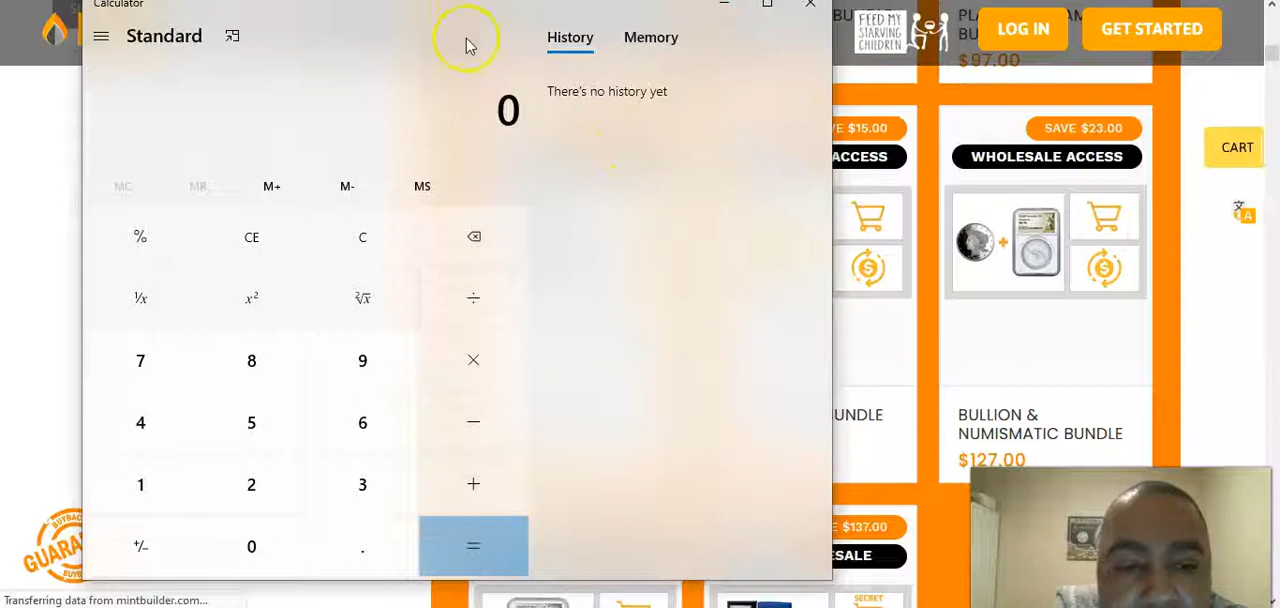 Calculator
Standard
History
Memory
There's no history yet
0
MC
MR
M+
M-
MS
%
CE
C
⌫
¹/x
x²
²√x
÷
7
8
9
×
4
5
6
−
1
2
3
+
+/−
0
.
=
FEED MY
STARVING
CHILDREN
LOG IN
GET STARTED
$97.00
CART
SAVE $23.00
WHOLESALE ACCESS
$15.00
ACCESS
BULLION &
NUMISMATIC BUNDLE
$127.00
$137.00
SECRET
BUYBACK
Transferring data from mintbuilder.com...